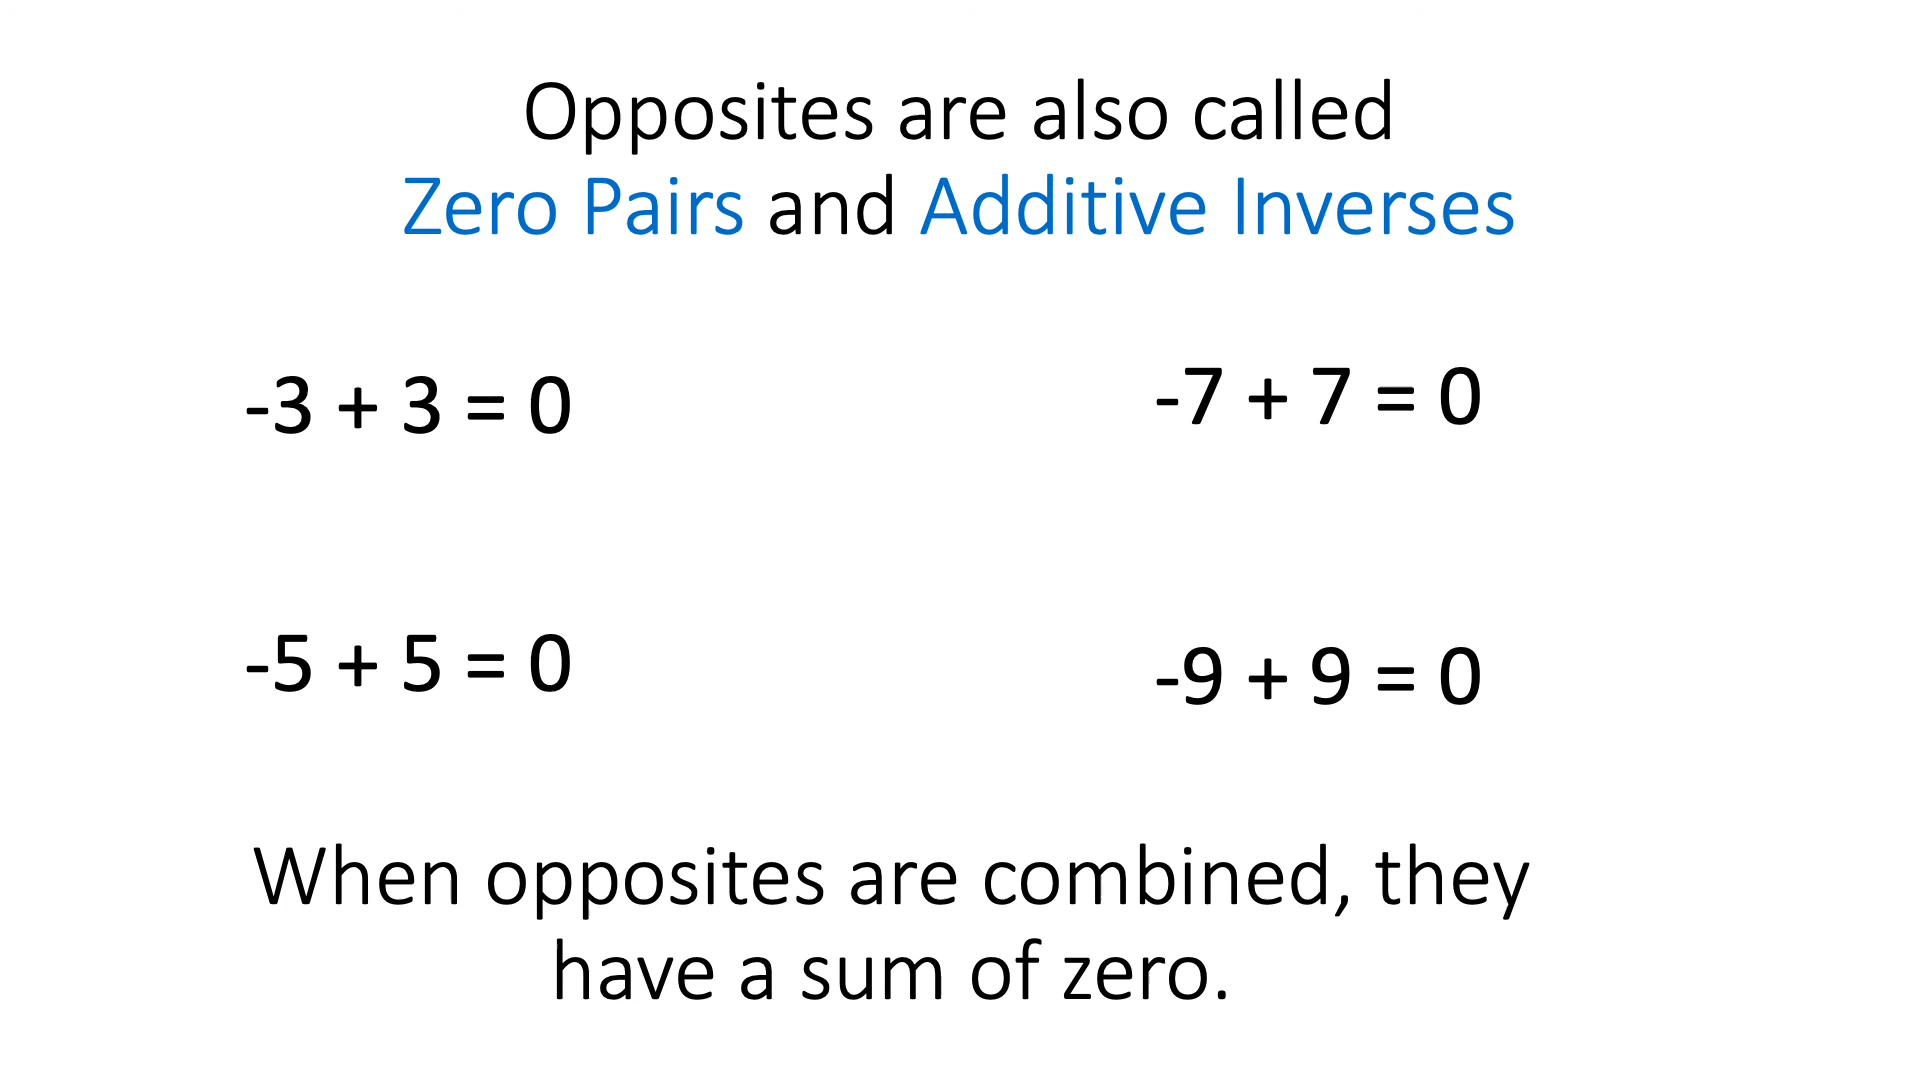 Opposites are also called
Zero Pairs and Additive Inverses
-3 + 3 = 0
-7 + 7 = 0
-5 + 5 = 0
-9 + 9 = 0
When opposites are combined, they
have a sum of zero.